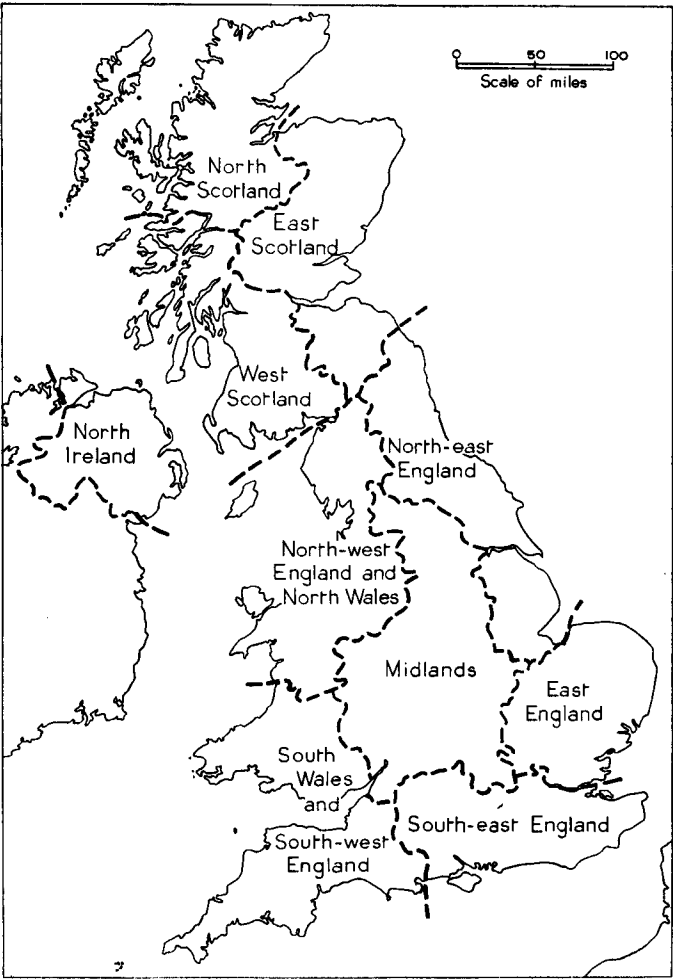 0 50 100
Scale of miles
North
Scotland
East
Scotland
West
Scotland
North
Ireland
North-east
England
North-west
England and
North Wales
Midlands
East
England
South
Wales
and
South-west
England
South-east England